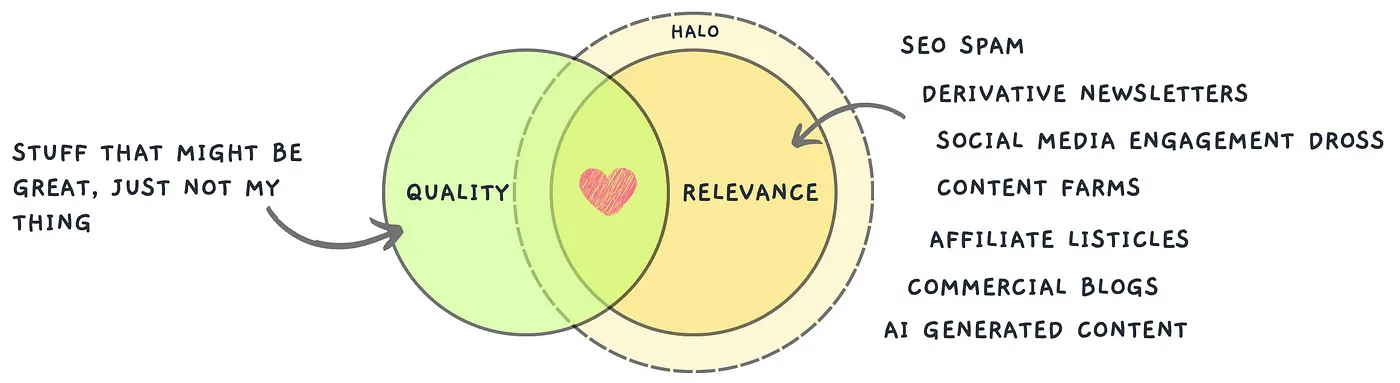 HALO
SEO SPAM
DERIVATIVE NEWSLETTERS
SOCIAL MEDIA ENGAGEMENT DROSS
STUFF THAT MIGHT BE
GREAT, JUST NOT MY
THING
QUALITY
RELEVANCE
CONTENT FARMS
AFFILIATE LISTICLES
COMMERCIAL BLOGS
AI GENERATED CONTENT